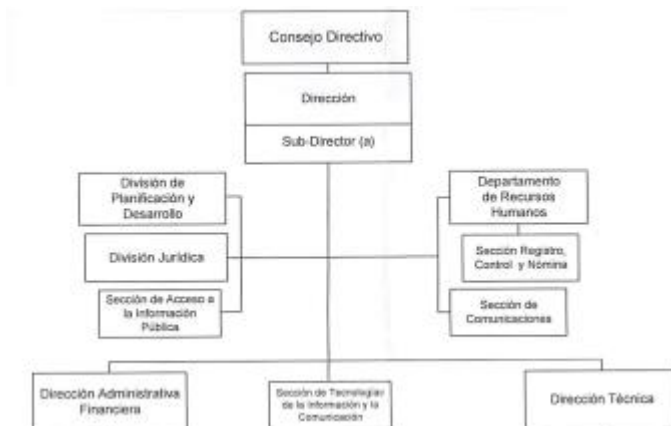 Consejo Directivo
Dirección
Sub-Director (a)
División de
Planificación y
Desarrollo
Departamento
de Recursos
Humanos
División Jurídica
Sección Registro,
Control y Nómina
Sección de Acceso a
la Información
Pública
Sección de
Comunicaciones
Dirección Administrativa
Financiera
Sección de Tecnologías
de la Información y la
Comunicación
Dirección Técnica